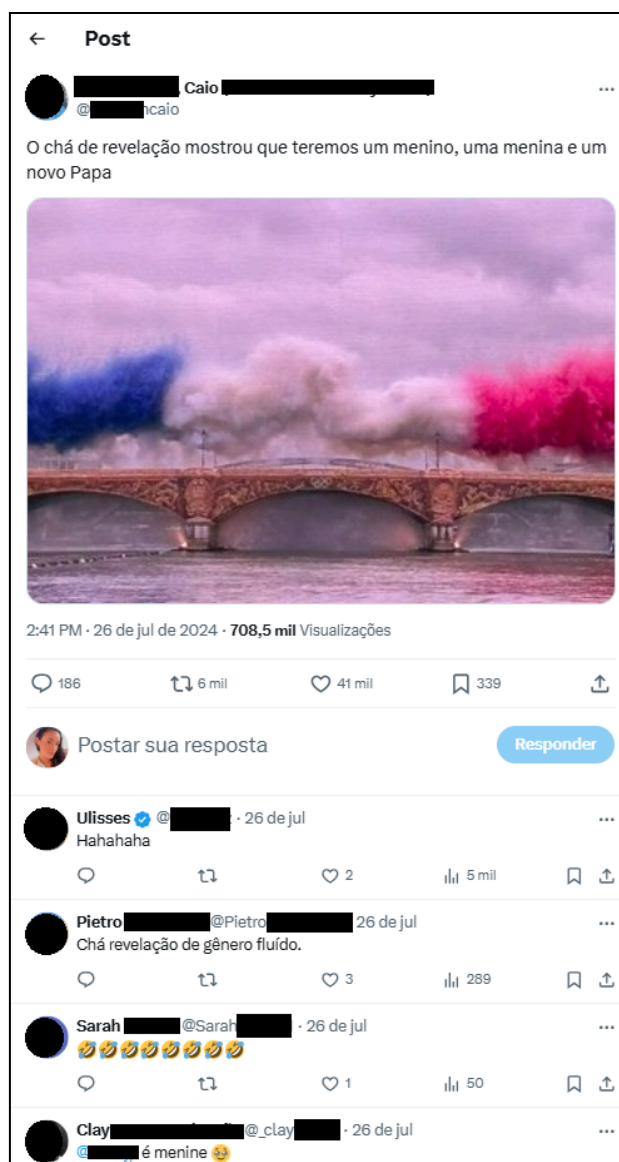 ← Post
, Caio
@ ncaio
O chá de revelação mostrou que teremos um menino, uma menina e um
novo Papa
2:41 PM · 26 de jul de 2024 · 708,5 mil Visualizações
186 6 mil 41 mil 339
Postar sua resposta Responder
Ulisses @ · 26 de jul
Hahahaha
2 5 mil
Pietro @Pietro 26 de jul
Chá revelação de gênero fluído.
3 289
Sarah @Sarah · 26 de jul
🤣🤣🤣🤣🤣🤣🤣🤣
1 50
Clay @_clay · 26 de jul
@ é menine 🥹